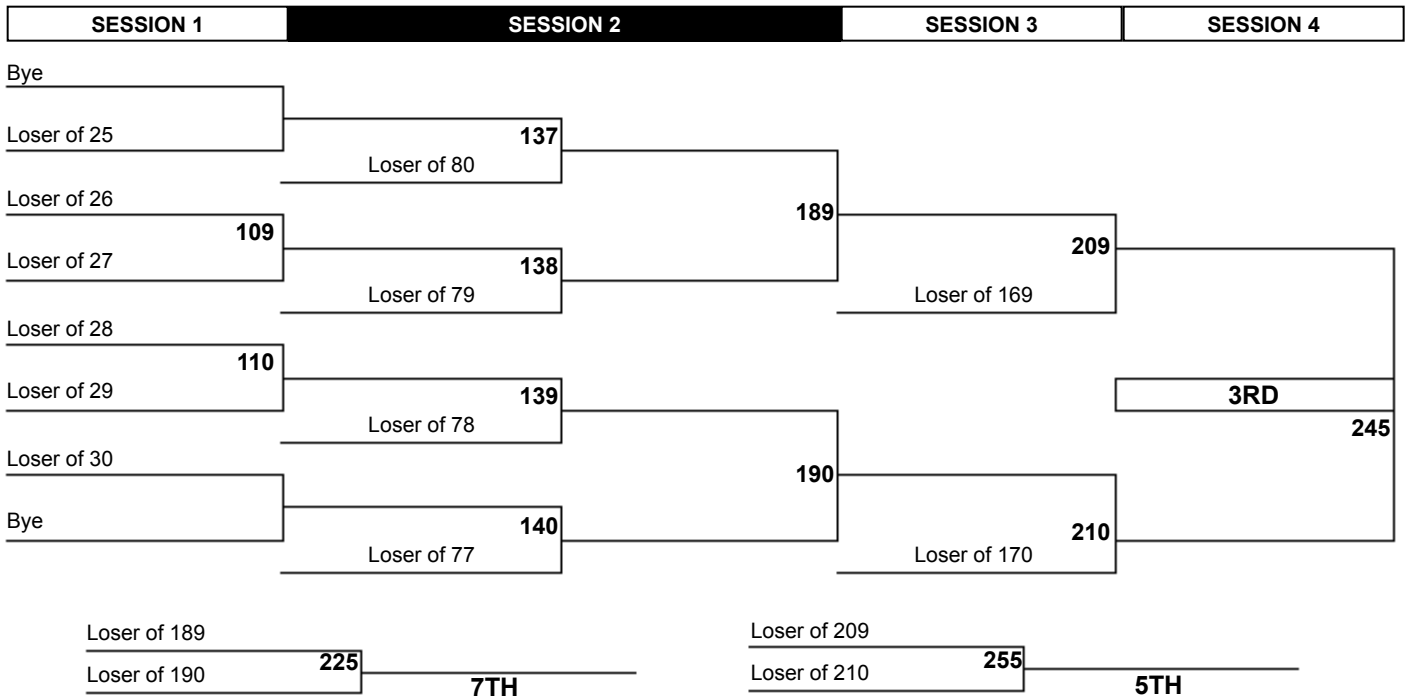 SESSION 1 SESSION 2 SESSION 3 SESSION 4
Bye
Loser of 25
137
Loser of 80
Loser of 26
189
109
209
Loser of 27
138
Loser of 79
Loser of 169
Loser of 28
110
Loser of 29
139
3RD
Loser of 78
245
Loser of 30
190
Bye
140
210
Loser of 77
Loser of 170
Loser of 189
225
Loser of 190
7TH
Loser of 209
255
Loser of 210
5TH